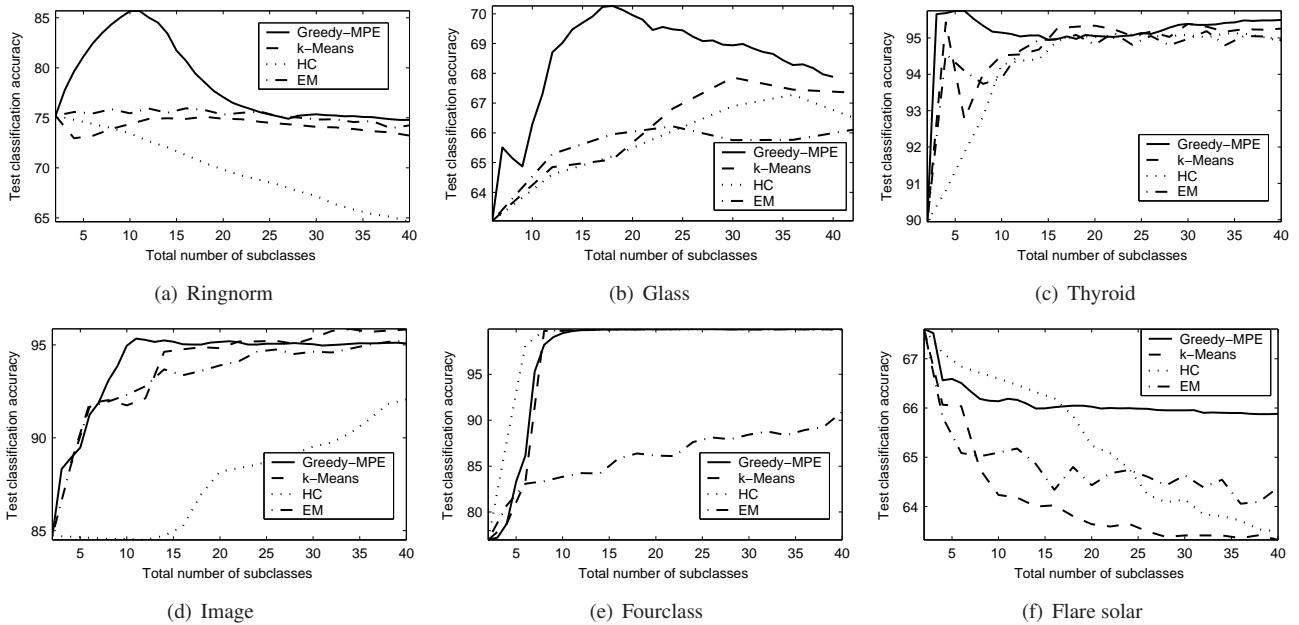 85
80
75
70
65
5 10 15 20 25 30 35 40
Total number of subclasses
Test classification accuracy
Greedy−MPE
k−Means
HC
EM
(a) Ringnorm
70
69
68
67
66
65
64
10 15 20 25 30 35 40
Total number of subclasses
Test classification accuracy
Greedy−MPE
k−Means
HC
EM
(b) Glass
95
94
93
92
91
90
5 10 15 20 25 30 35 40
Total number of subclasses
Test classification accuracy
Greedy−MPE
k−Means
HC
EM
(c) Thyroid
95
90
85
5 10 15 20 25 30 35 40
Total number of subclasses
Test classification accuracy
Greedy−MPE
k−Means
HC
EM
(d) Image
95
90
85
80
5 10 15 20 25 30 35 40
Total number of subclasses
Test classification accuracy
Greedy−MPE
k−Means
HC
EM
(e) Fourclass
67
66
65
64
5 10 15 20 25 30 35 40
Total number of subclasses
Test classification accuracy
Greedy−MPE
k−Means
HC
EM
(f) Flare solar